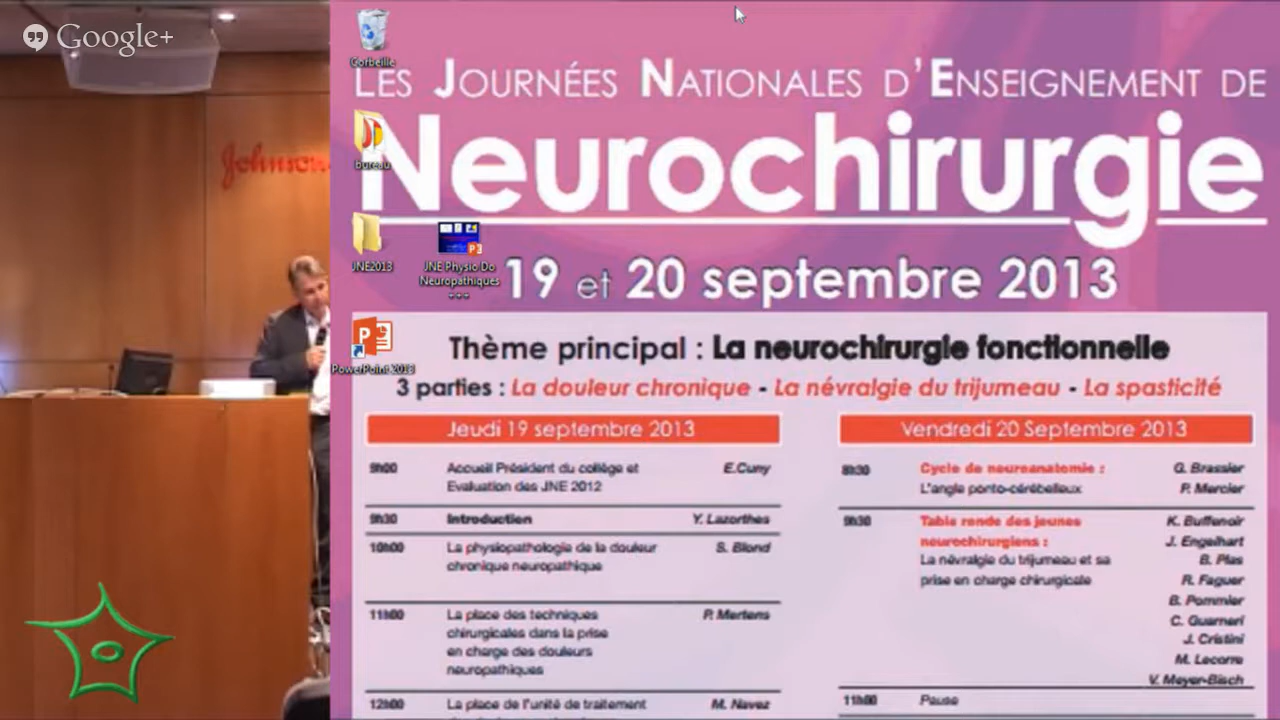 Google+
Johnson
Corbeille
LES JOURNÉES NATIONALES D'ENSEIGNEMENT DE
Neurochirurgie
Bureau
JNE2013
JNE Physio Do
Neuropathiques
...
19 et 20 septembre 2013
PowerPoint 2013
Thème principal : La neurochirurgie fonctionnelle
3 parties : La douleur chronique - La névralgie du trijumeau - La spasticité
Jeudi 19 septembre 2013
9h00 Accueil Président du collège et E.Cuny
Evaluation des JNE 2012
9h30 Introduction Y. Lazorthes
10h00 La physiopathologie de la douleur S. Blond
chronique neuropathique
11h00 La place des techniques P. Mertens
chirurgicales dans la prise
en charge des douleurs
neuropathiques
12h00 La place de l'unité de traitement M. Navez
Vendredi 20 Septembre 2013
8h30 Cycle de neuroanatomie : G. Brassier
L'angle ponto-cérébelleux P. Mercier
9h30 Table ronde des jeunes K. Buffenoir
neurochirurgiens : J. Engelhart
La névralgie du trijumeau et sa B. Plas
prise en charge chirurgicale R. Faguer
B. Pommier
C. Guarneri
J. Cristini
M. Lecorre
V. Meyer-Bisch
11h00 Pause